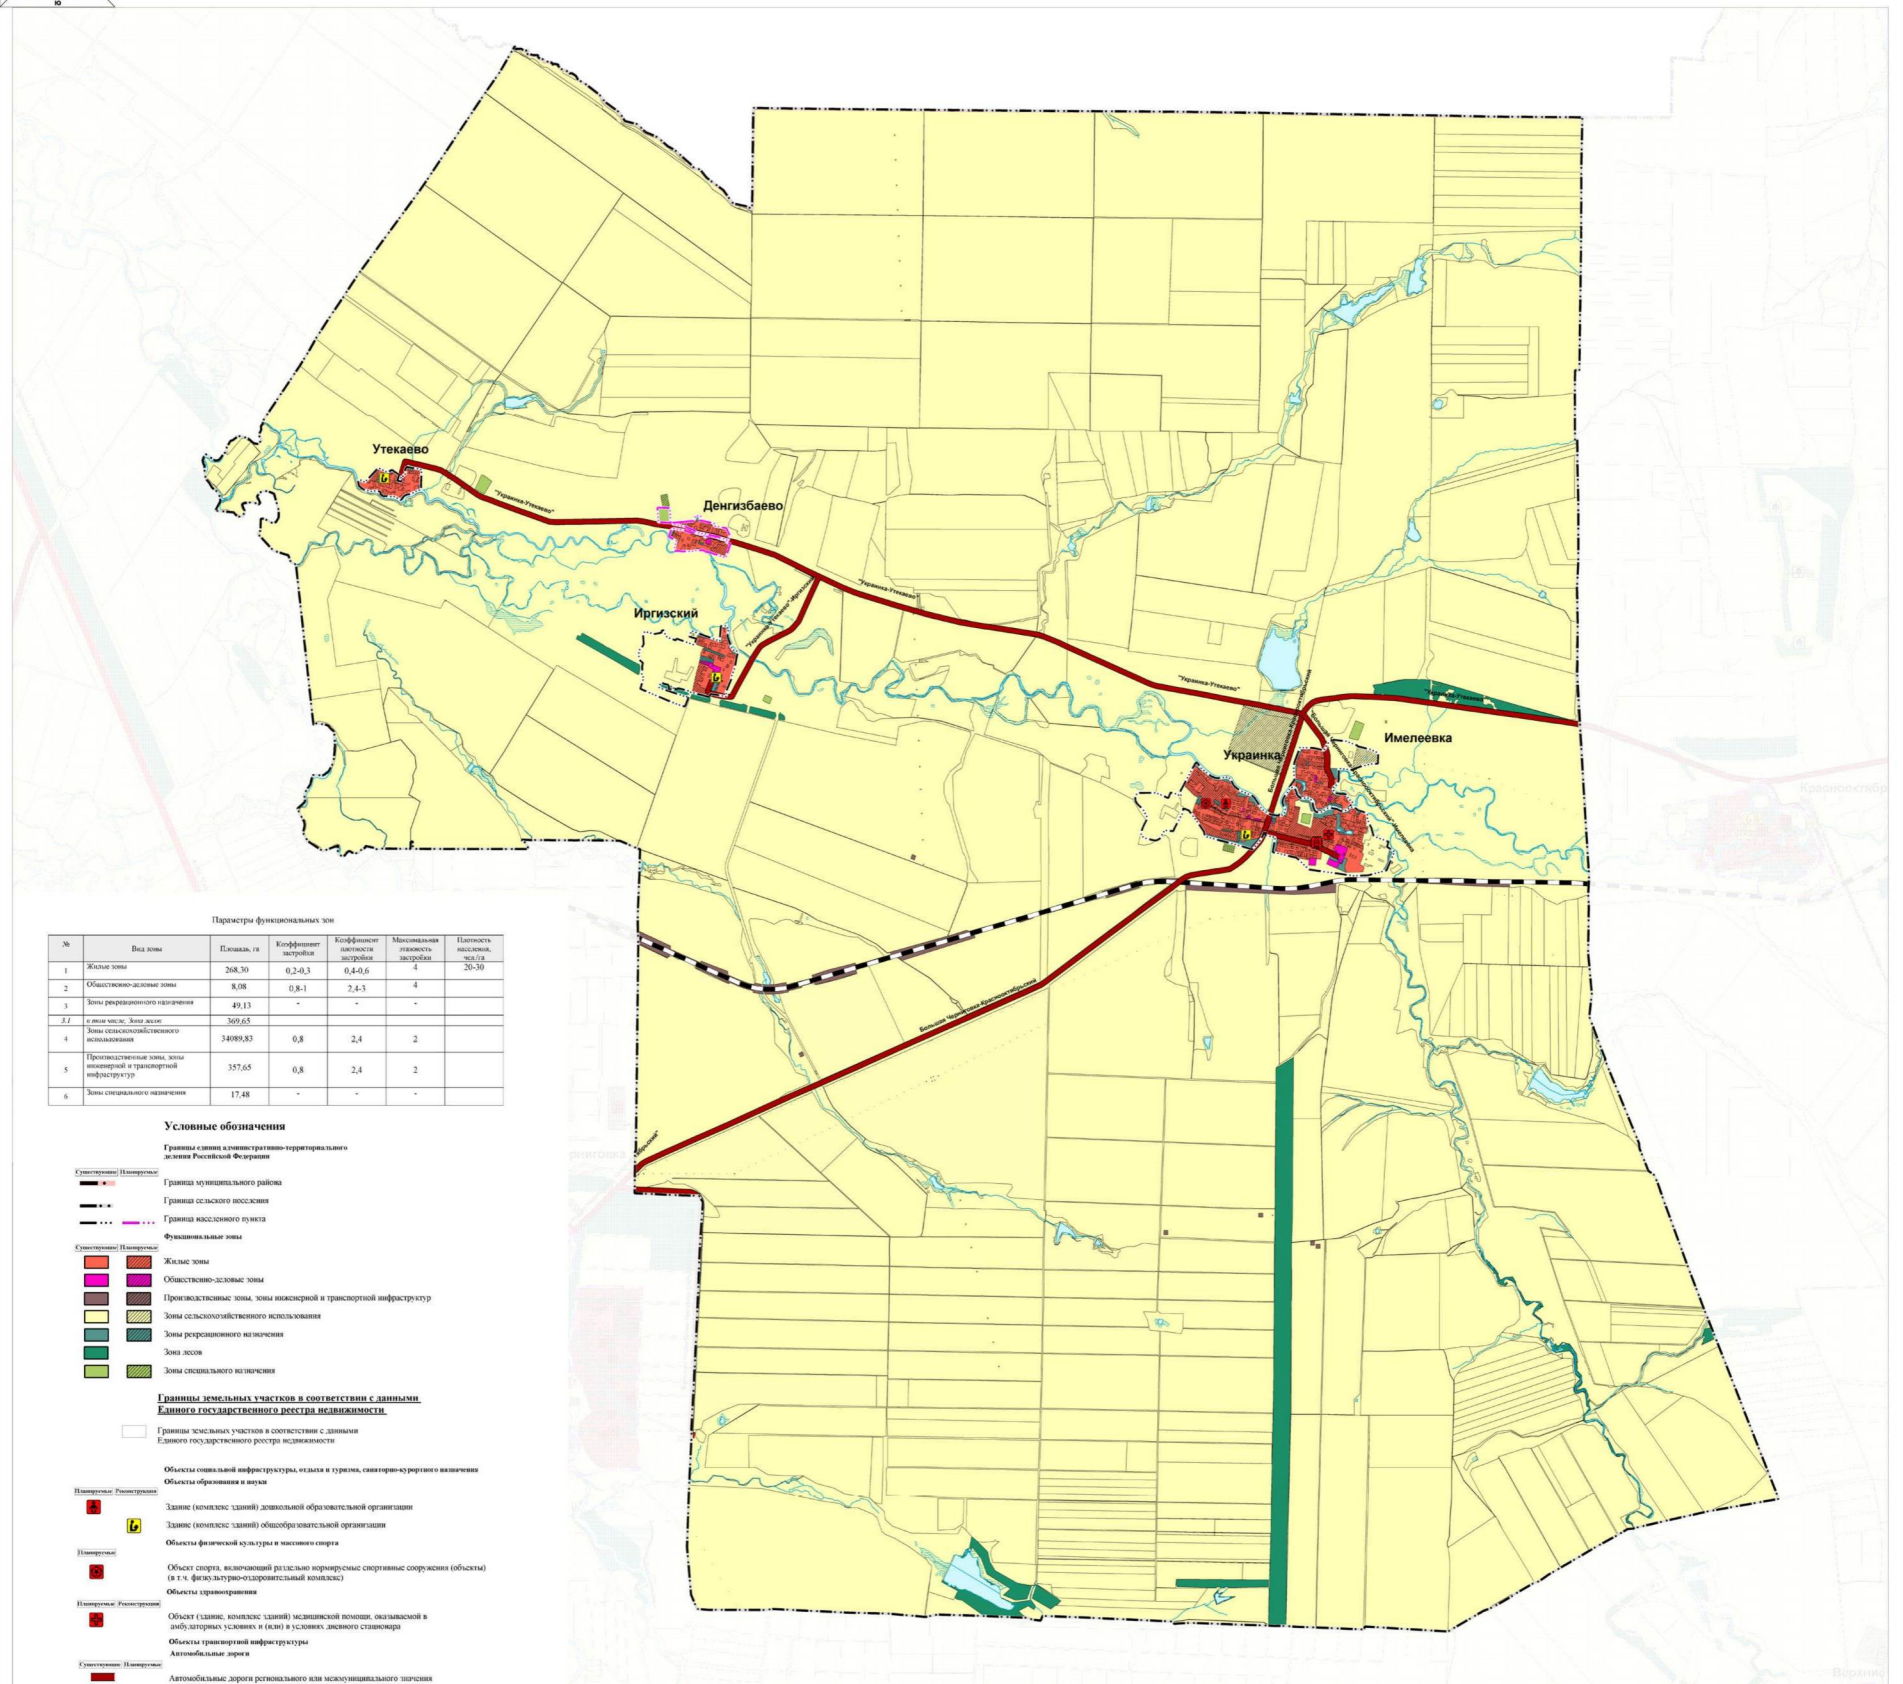 Ю
Утекаево
"Украинка-Утекаево"
Денгизбаево
"Украинка-Утекаево"
Иргизский
"Украинка-Утекаево"-Иргизский
"Украинка-Утекаево"
"Украинка-Утекаево"
Украинка
Имелеевка
Краснооктябр
Большая Черниговка-Краснооктябрьский
Верхние
Параметры функциональных зон
№ Вид зоны Площадь, га Коэффициент застройки Коэффициент плотности застройки Максимальная этажность застройки Плотность населения, чел./га
1 Жилые зоны 268,30 0,2-0,3 0,4-0,6 4 20-30
2 Общественно-деловые зоны 8,08 0,8-1 2,4-3 4
3 Зоны рекреационного назначения 49,13 - - -
3.1 в том числе, Зона лесов 369,65
4 Зоны сельскохозяйственного использования 34089,83 0,8 2,4 2
5 Производственные зоны, зоны инженерной и транспортной инфраструктур 357,65 0,8 2,4 2
6 Зоны специального назначения 17,48 - - -
Условные обозначения
Границы единиц административно-территориального
деления Российской Федерации
Существующие Планируемые
Граница муниципального района
Граница сельского поселения
Граница населенного пункта
Функциональные зоны
Существующие Планируемые
Жилые зоны
Общественно-деловые зоны
Производственные зоны, зоны инженерной и транспортной инфраструктур
Зоны сельскохозяйственного использования
Зоны рекреационного назначения
Зона лесов
Зоны специального назначения
Границы земельных участков в соответствии с данными
Единого государственного реестра недвижимости
Границы земельных участков в соответствии с данными
Единого государственного реестра недвижимости
Объекты социальной инфраструктуры, отдыха и туризма, санаторно-курортного назначения
Объекты образования и науки
Планируемые Реконструкция
Здание (комплекс зданий) дошкольной образовательной организации
Здание (комплекс зданий) общеобразовательной организации
Объекты физической культуры и массового спорта
Планируемые
Объект спорта, включающий раздельно нормируемые спортивные сооружения (объекты)
(в т.ч. физкультурно-оздоровительный комплекс)
Объекты здравоохранения
Планируемые Реконструкция
Объект (здание, комплекс зданий) медицинской помощи, оказываемой в
амбулаторных условиях и (или) в условиях дневного стационара
Объекты транспортной инфраструктуры
Автомобильные дороги
Существующие Планируемые
Автомобильные дороги регионального или межмуниципального значения